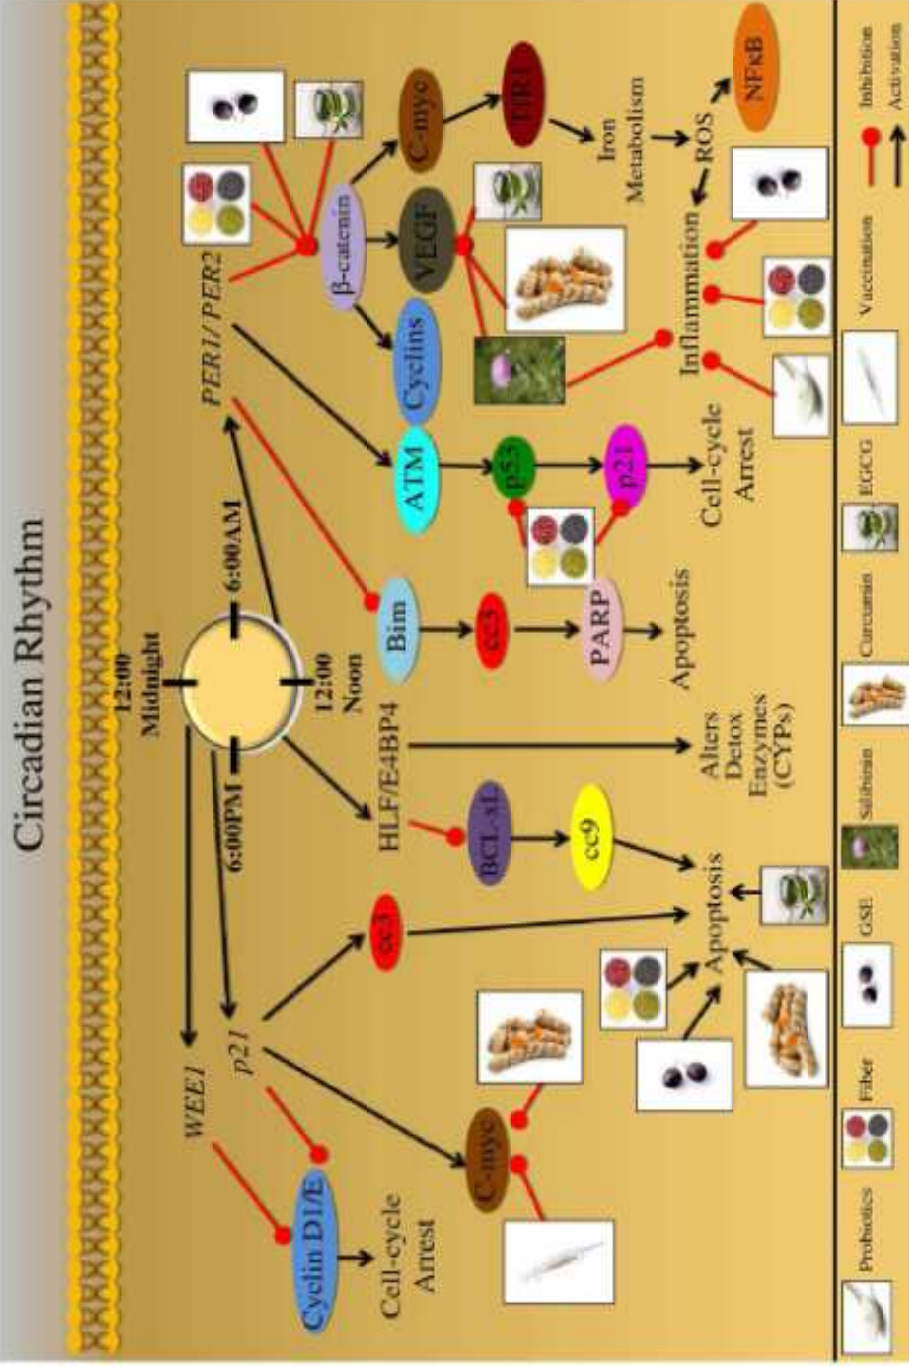 Circadian Rhythm
12:00
Midnight
6:00PM
6:00AM
12:00
Noon
WEE1
p21
HLF/E4BP4
PER1/ PER2
Cyclin D1/E
Cell-cycle
Arrest
C-myc
cc3
BCL-xL
cc9
Apoptosis
Alters
Detox
Enzymes
(CYPs)
Bim
cc3
PARP
Apoptosis
ATM
p53
p21
Cell-cycle
Arrest
β-catenin
Cyclins
VEGF
C-myc
Iron
Metabolism
ROS
NFκB
Inflammation
Probiotics
Fiber
GSE
Silibinin
Curcumin
EGCG
Vaccination
Inhibition
Activation